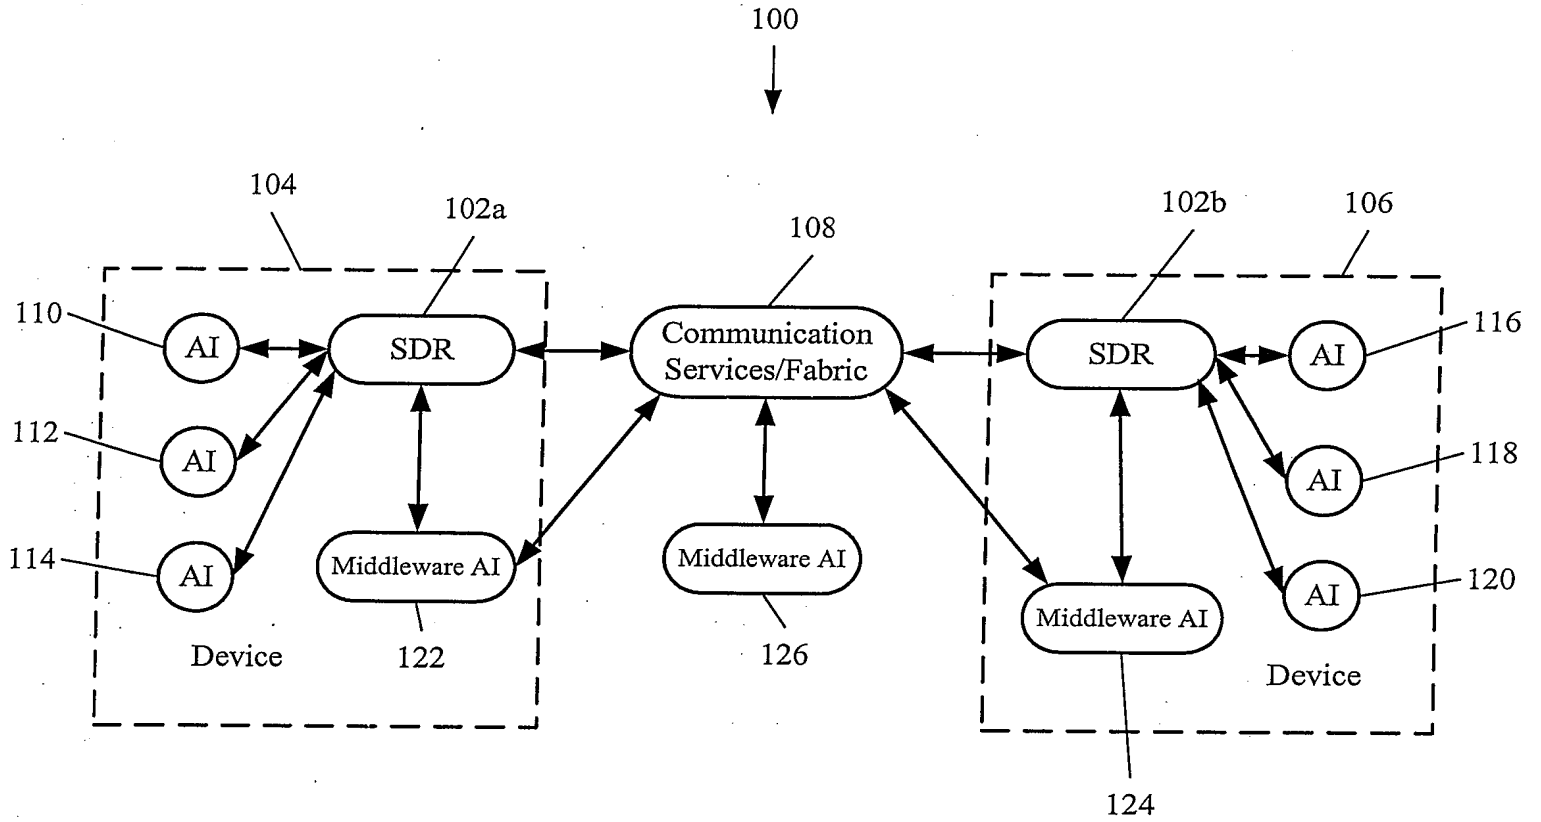 100
104
102a
108
102b
106
110
AI
SDR
Communication
Services/Fabric
SDR
AI
116
112
AI
AI
118
114
AI
Middleware AI
Middleware AI
Middleware AI
AI
120
Device
122
126
Device
124